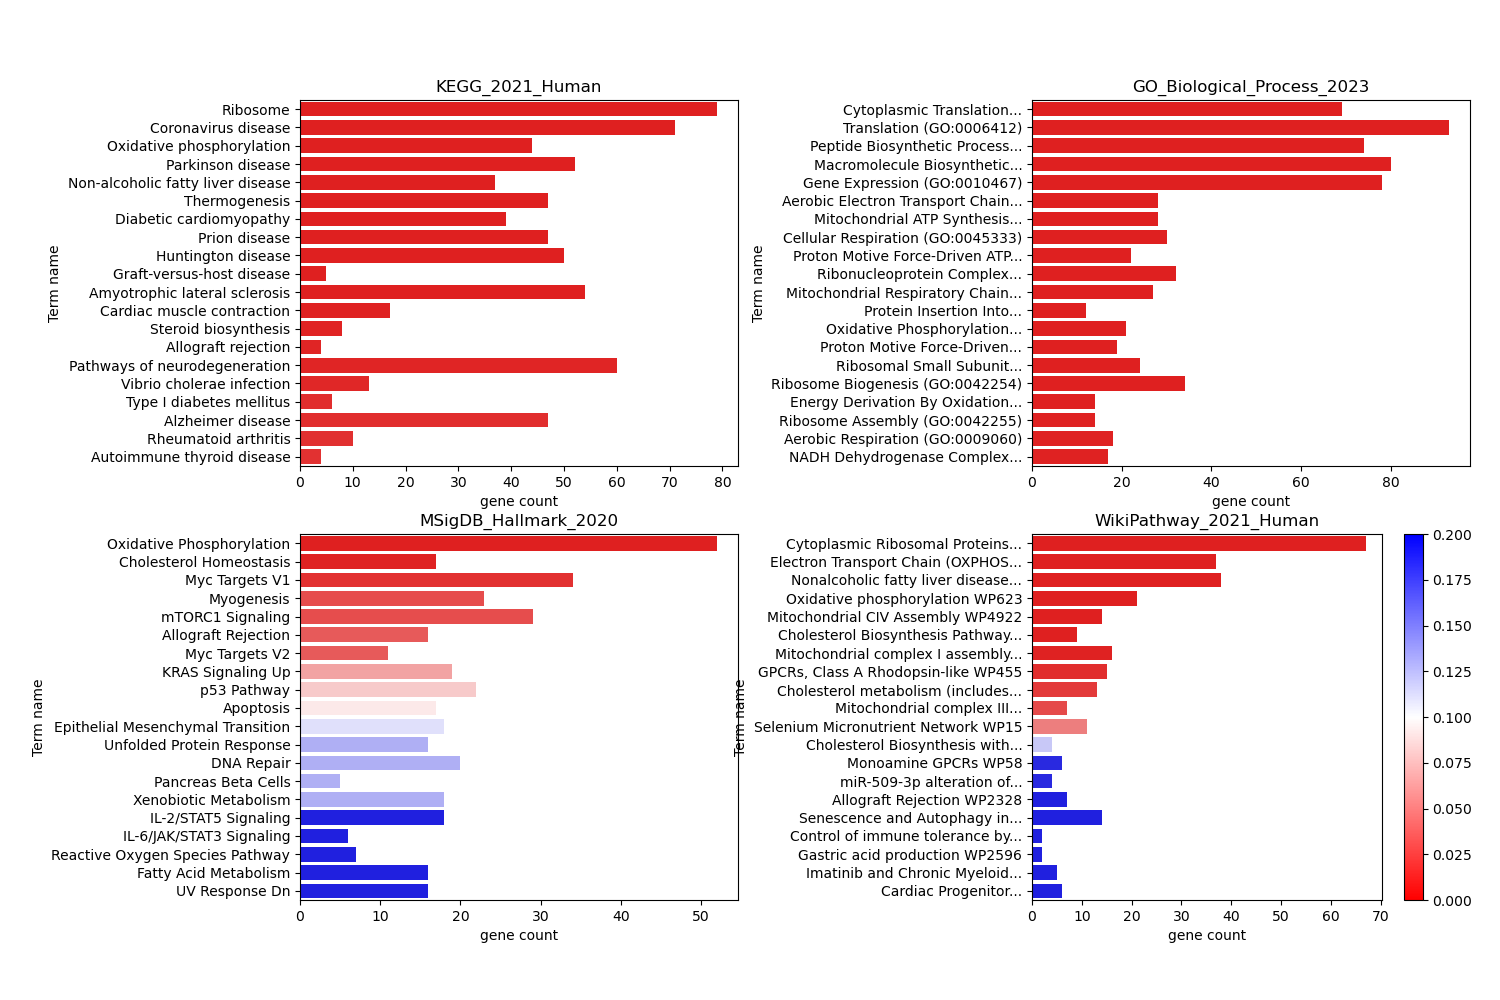 KEGG_2021_Human
Term name
Ribosome
Coronavirus disease
Oxidative phosphorylation
Parkinson disease
Non-alcoholic fatty liver disease
Thermogenesis
Diabetic cardiomyopathy
Prion disease
Huntington disease
Graft-versus-host disease
Amyotrophic lateral sclerosis
Cardiac muscle contraction
Steroid biosynthesis
Allograft rejection
Pathways of neurodegeneration
Vibrio cholerae infection
Type I diabetes mellitus
Alzheimer disease
Rheumatoid arthritis
Autoimmune thyroid disease
0 10 20 30 40 50 60 70 80
gene count
GO_Biological_Process_2023
Term name
Cytoplasmic Translation...
Translation (GO:0006412)
Peptide Biosynthetic Process...
Macromolecule Biosynthetic...
Gene Expression (GO:0010467)
Aerobic Electron Transport Chain...
Mitochondrial ATP Synthesis...
Cellular Respiration (GO:0045333)
Proton Motive Force-Driven ATP...
Ribonucleoprotein Complex...
Mitochondrial Respiratory Chain...
Protein Insertion Into...
Oxidative Phosphorylation...
Proton Motive Force-Driven...
Ribosomal Small Subunit...
Ribosome Biogenesis (GO:0042254)
Energy Derivation By Oxidation...
Ribosome Assembly (GO:0042255)
Aerobic Respiration (GO:0009060)
NADH Dehydrogenase Complex...
0 20 40 60 80
gene count
MSigDB_Hallmark_2020
Term name
Oxidative Phosphorylation
Cholesterol Homeostasis
Myc Targets V1
Myogenesis
mTORC1 Signaling
Allograft Rejection
Myc Targets V2
KRAS Signaling Up
p53 Pathway
Apoptosis
Epithelial Mesenchymal Transition
Unfolded Protein Response
DNA Repair
Pancreas Beta Cells
Xenobiotic Metabolism
IL-2/STAT5 Signaling
IL-6/JAK/STAT3 Signaling
Reactive Oxygen Species Pathway
Fatty Acid Metabolism
UV Response Dn
0 10 20 30 40 50
gene count
WikiPathway_2021_Human
Term name
Cytoplasmic Ribosomal Proteins...
Electron Transport Chain (OXPHOS...
Nonalcoholic fatty liver disease...
Oxidative phosphorylation WP623
Mitochondrial CIV Assembly WP4922
Cholesterol Biosynthesis Pathway...
Mitochondrial complex I assembly...
GPCRs, Class A Rhodopsin-like WP455
Cholesterol metabolism (includes...
Mitochondrial complex III...
Selenium Micronutrient Network WP15
Cholesterol Biosynthesis with...
Monoamine GPCRs WP58
miR-509-3p alteration of...
Allograft Rejection WP2328
Senescence and Autophagy in...
Control of immune tolerance by...
Gastric acid production WP2596
Imatinib and Chronic Myeloid...
Cardiac Progenitor...
0 10 20 30 40 50 60 70
gene count
0.200
0.175
0.150
0.125
0.100
0.075
0.050
0.025
0.000